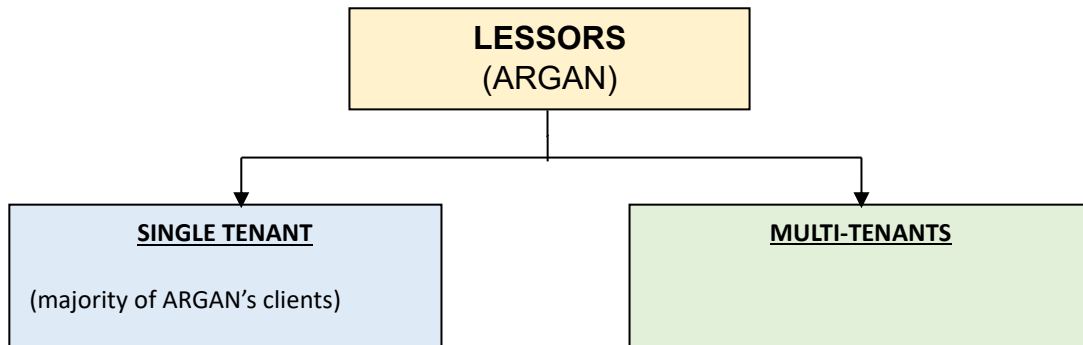 LESSORS
(ARGAN)
SINGLE TENANT
MULTI-TENANTS
(majority of ARGAN’s clients)